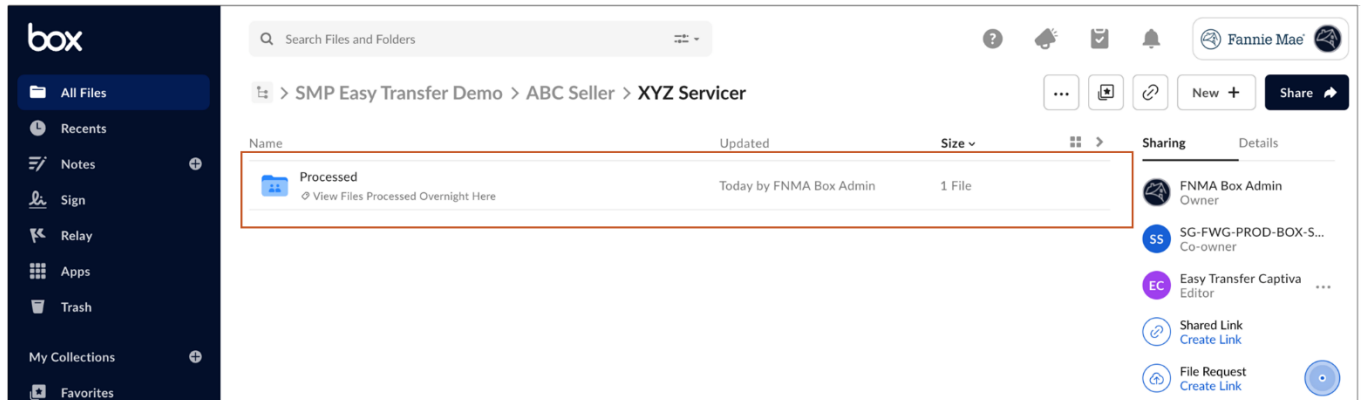 box
Search Files and Folders
Fannie Mae
All Files
Recents
Notes
Sign
Relay
Apps
Trash
My Collections
Favorites
SMP Easy Transfer Demo > ABC Seller > XYZ Servicer
New +
Share
Name Updated Size
Processed
View Files Processed Overnight Here
Today by FNMA Box Admin
1 File
Sharing Details
FNMA Box Admin
Owner
SS
SG-FWG-PROD-BOX-S...
Co-owner
EC
Easy Transfer Captiva
Editor
Shared Link
Create Link
File Request
Create Link